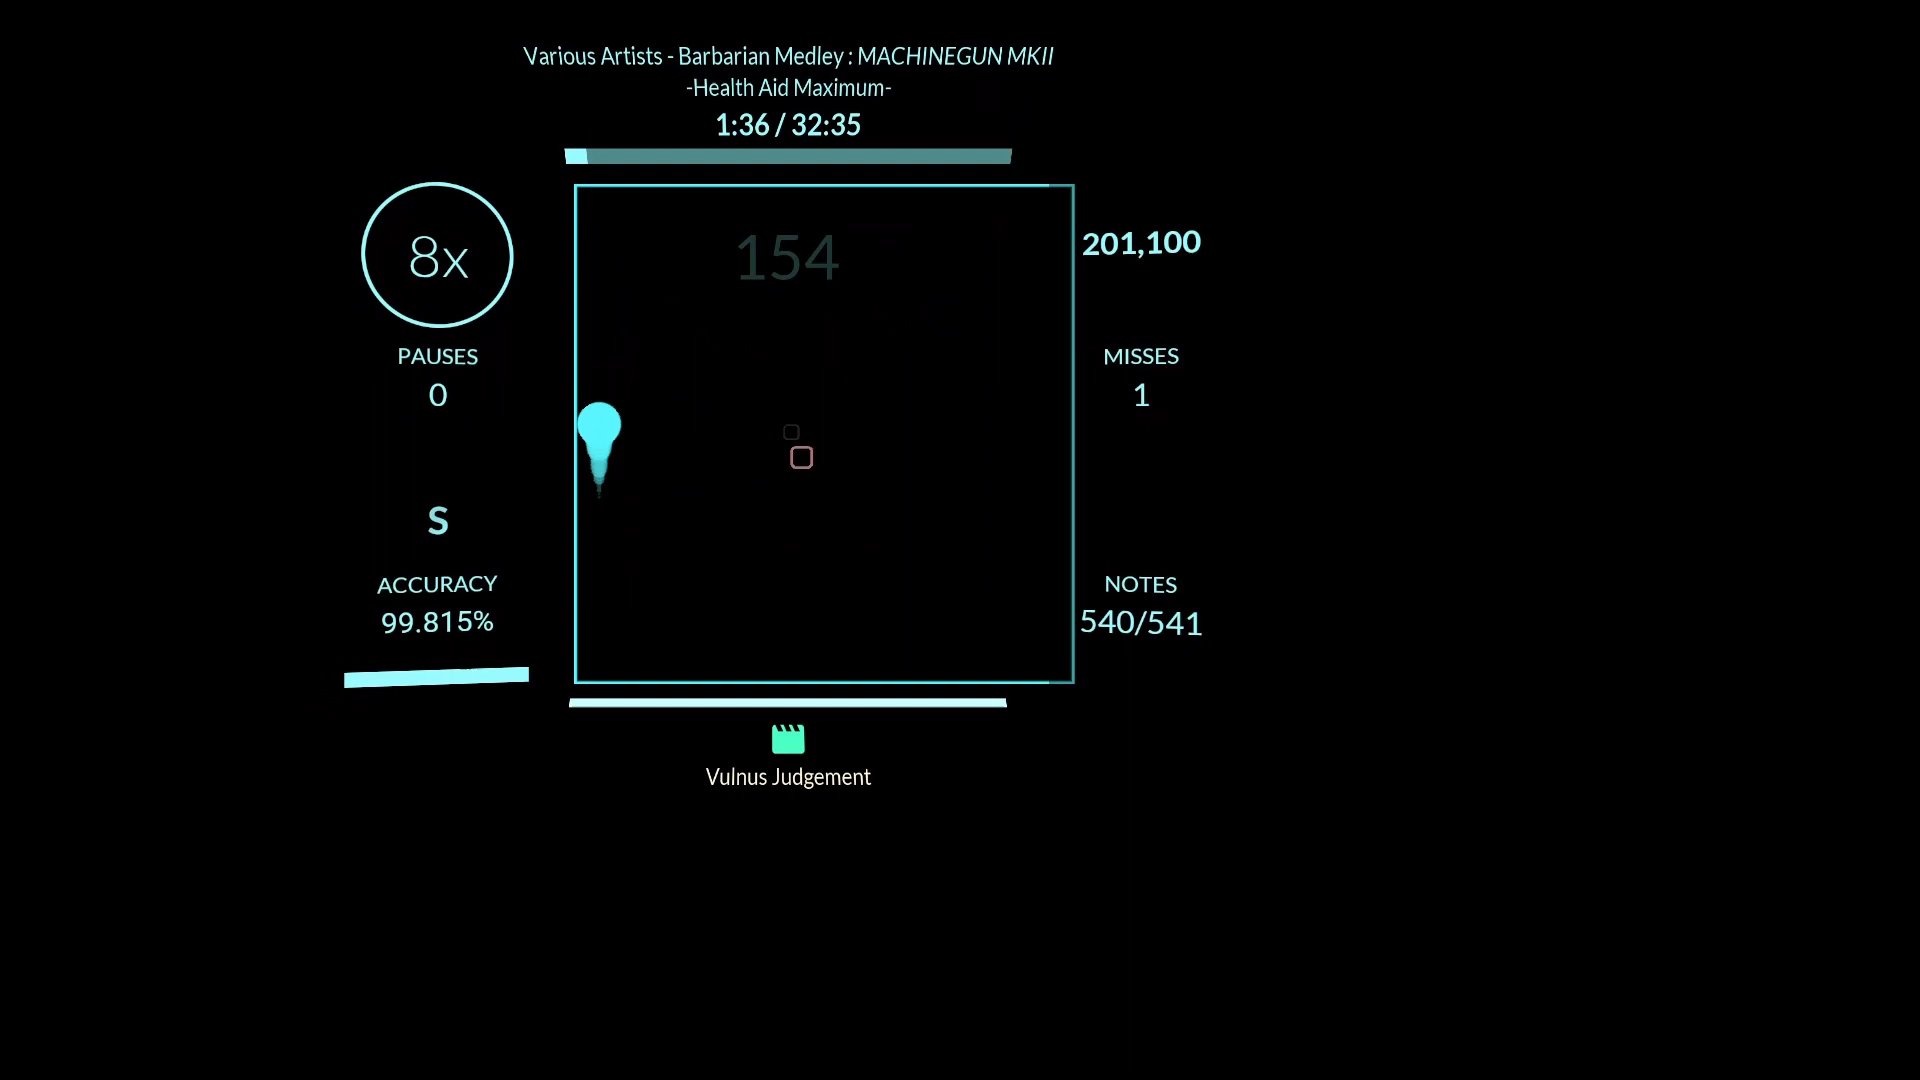 Various Artists - Barbarian Medley : MACHINEGUN MKII
-Health Aid Maximum-
1:36 / 32:35
8x
154
201,100
PAUSES
0
MISSES
1
S
ACCURACY
99.815%
NOTES
540/541
Vulnus Judgement